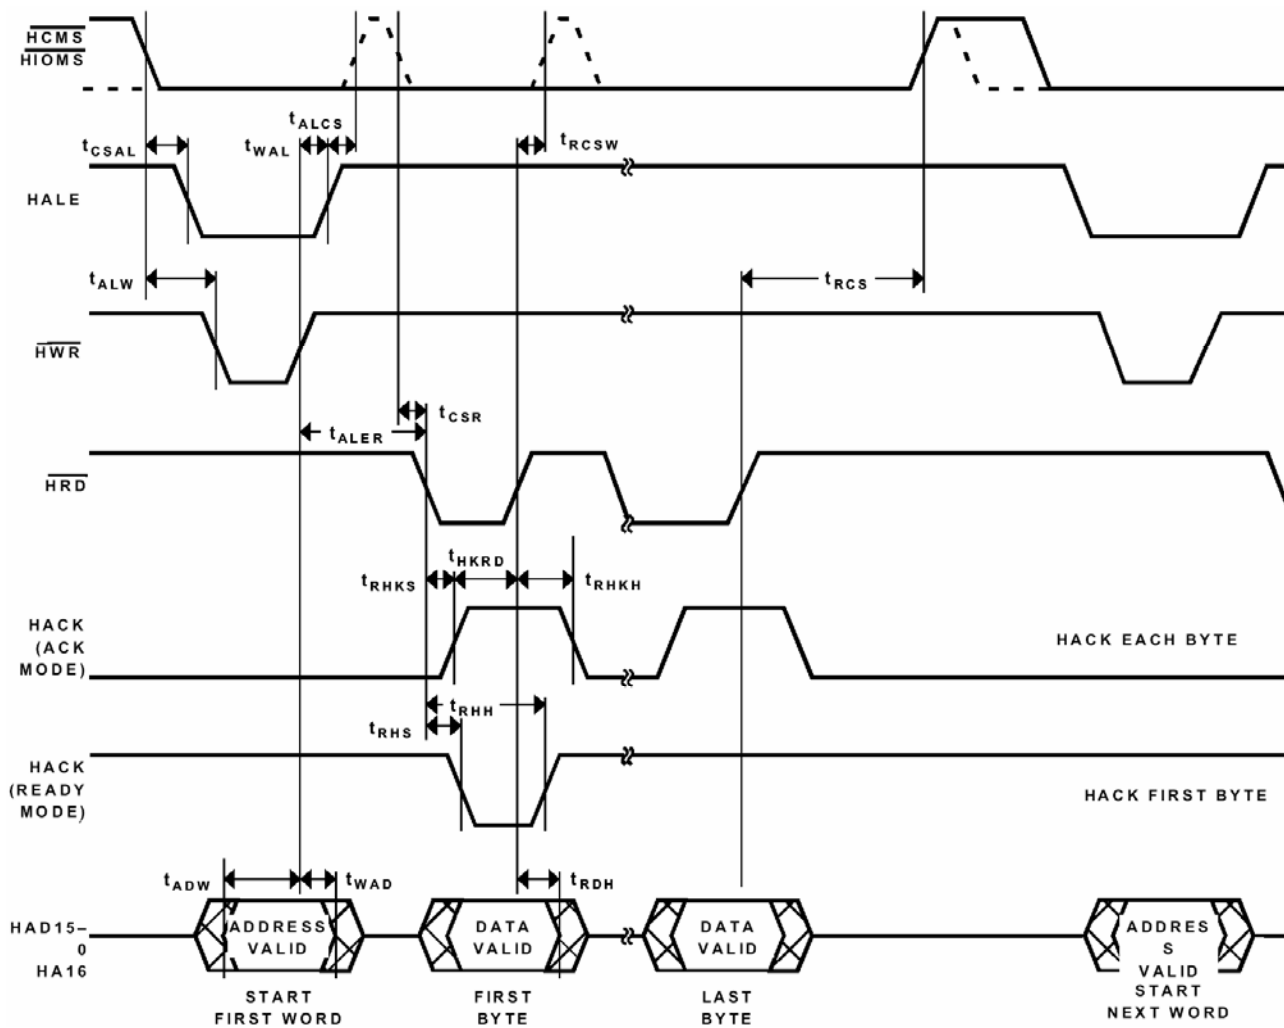 HCMS
HIOMS
tALCS
tCSAL
tWAL
tRCSW
HALE
tALW
tRCS
HWR
tCSR
tALER
HRD
tHKRD
tRHKS
tRHKH
HACK
(ACK
MODE)
HACK EACH BYTE
tRHH
tRHS
HACK
(READY
MODE)
HACK FIRST BYTE
tADW
tWAD
tRDH
HAD15–
0
HA16
ADDRESS
VALID
DATA
VALID
DATA
VALID
ADDRES
S
VALID
START
FIRST WORD
FIRST
BYTE
LAST
BYTE
START
NEXT WORD